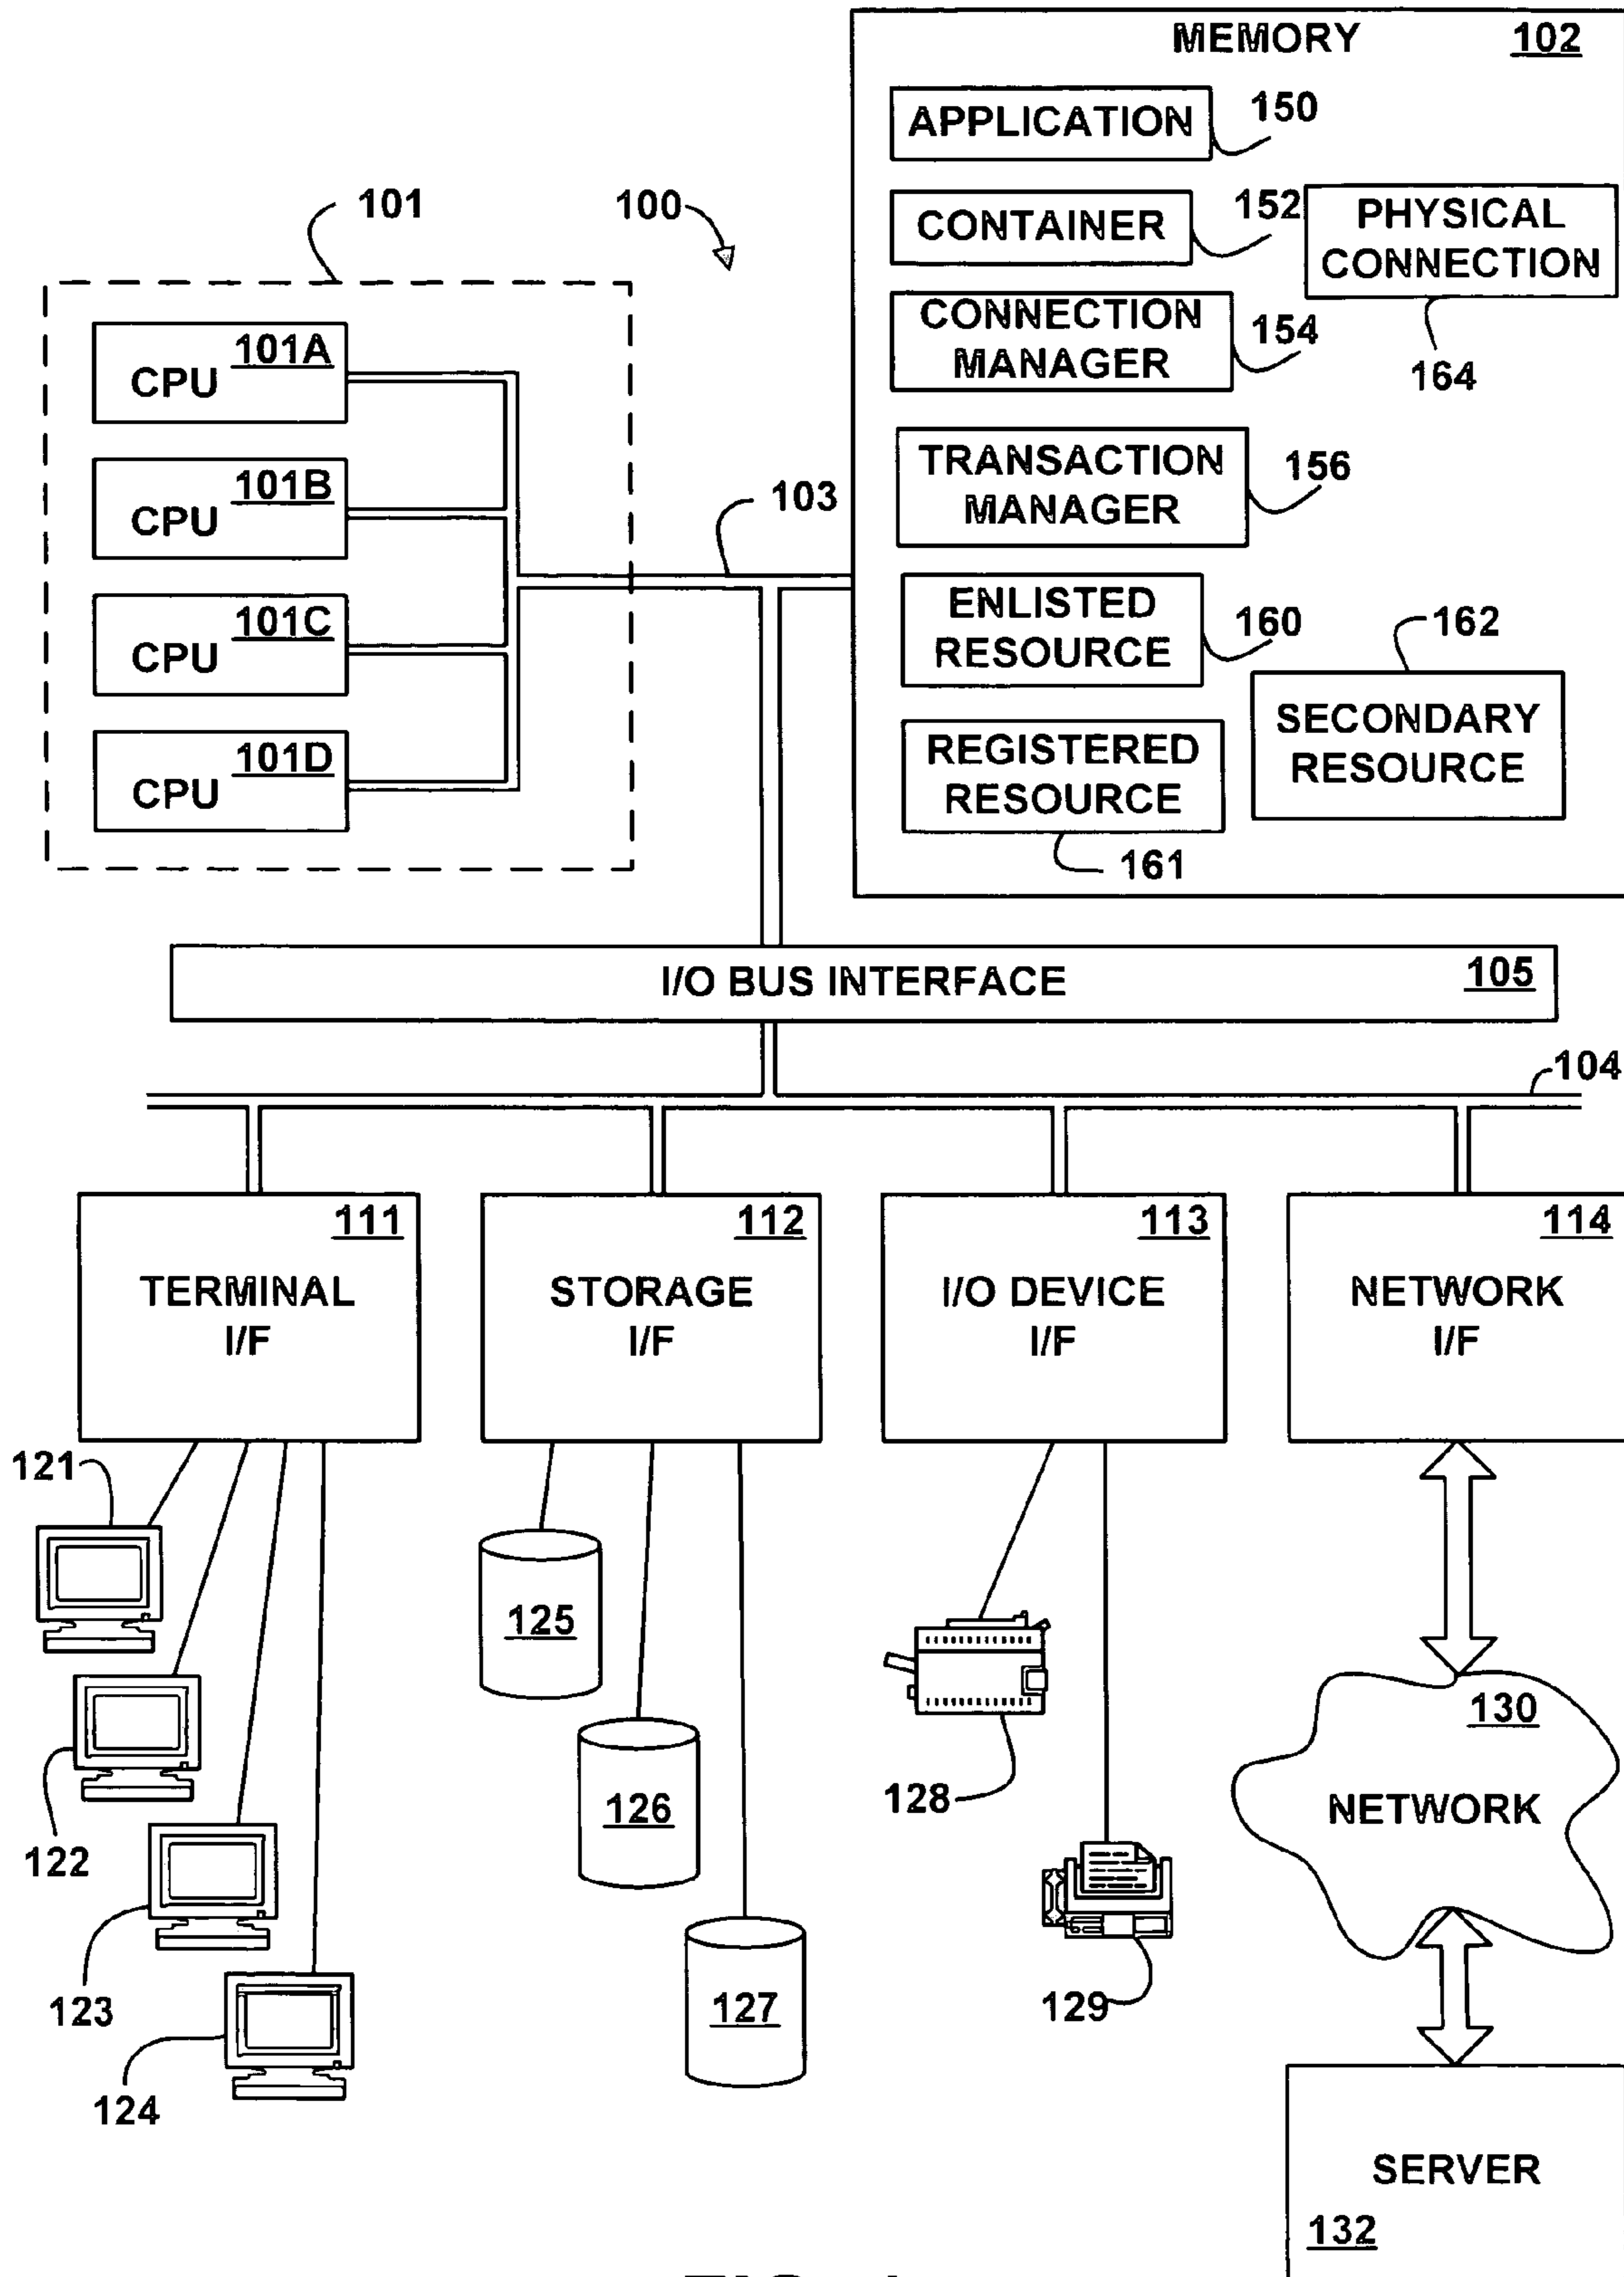 MEMORY 102
APPLICATION 150
101
100
CONTAINER 152
PHYSICAL
CONNECTION
164
CONNECTION
MANAGER
154
CPU 101A
CPU 101B
CPU 101C
CPU 101D
103
TRANSACTION
MANAGER
156
ENLISTED
RESOURCE
160
162
SECONDARY
RESOURCE
REGISTERED
RESOURCE
161
I/O BUS INTERFACE 105
104
111
TERMINAL
I/F
112
STORAGE
I/F
113
I/O DEVICE
I/F
114
NETWORK
I/F
121
122
123
124
125
126
127
128
129
130
NETWORK
SERVER
132